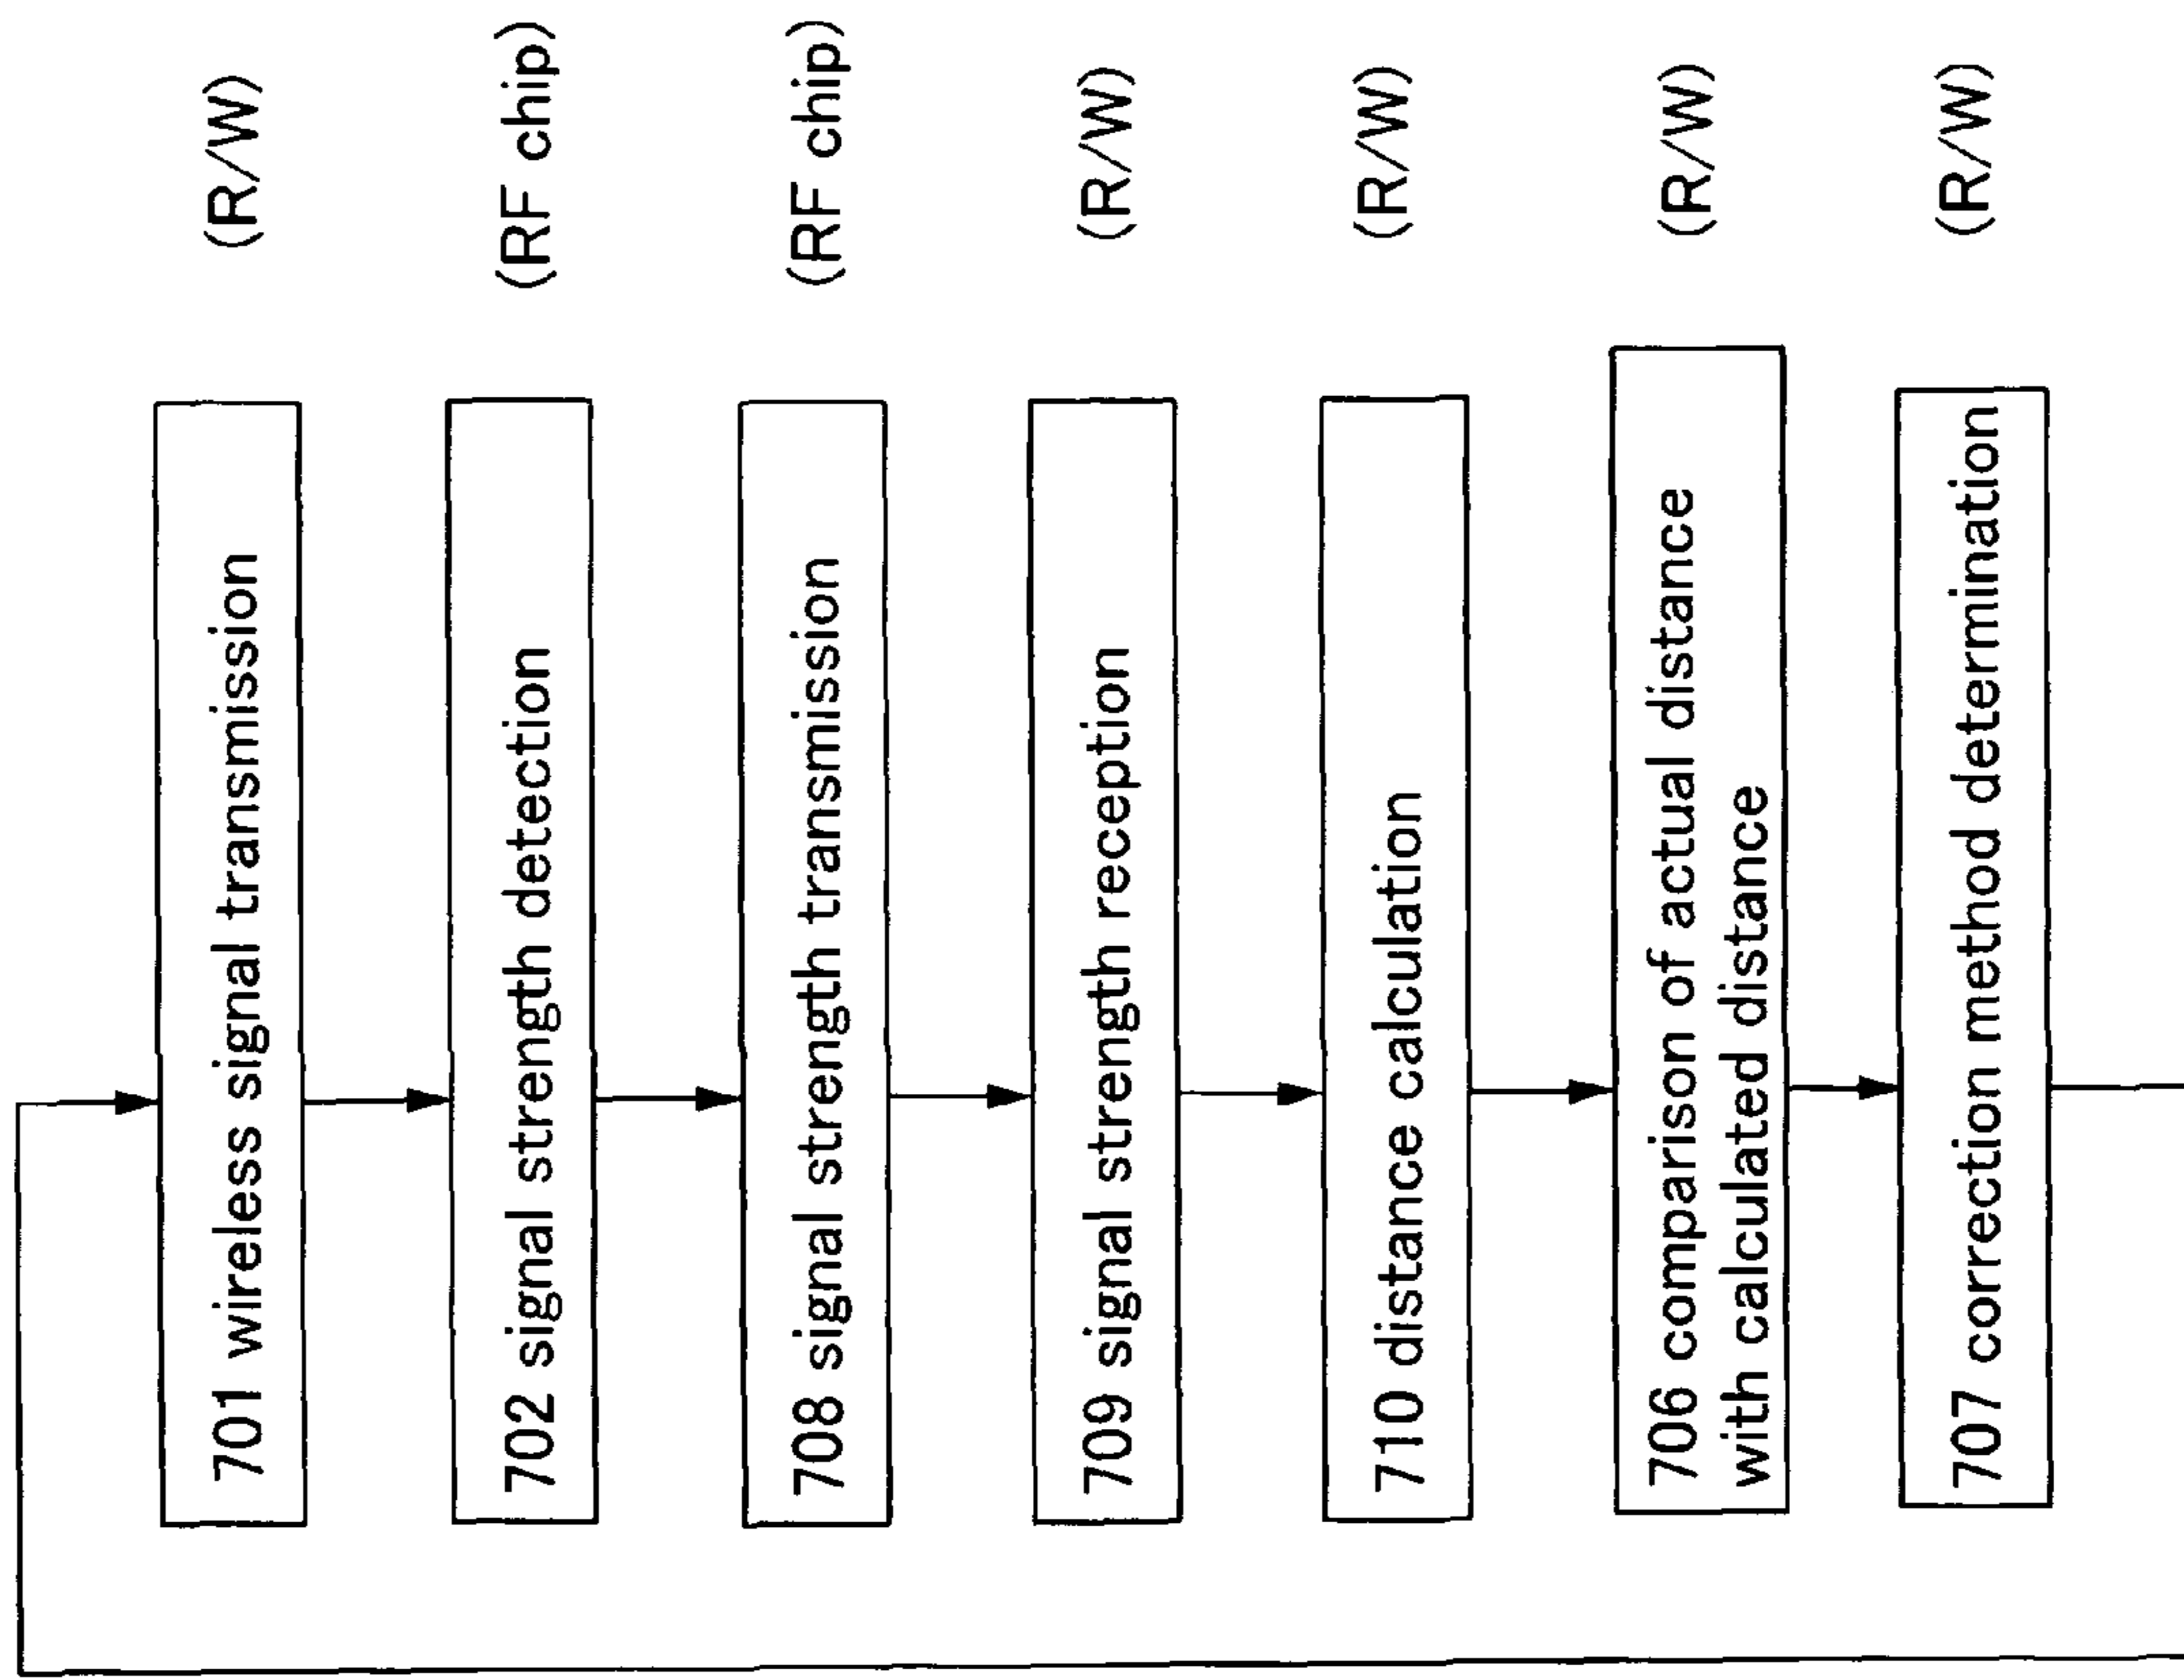 701 wireless signal transmission
(R/W)
702 signal strength detection
(RF chip)
708 signal strength transmission
(RF chip)
709 signal strength reception
(R/W)
710 distance calculation
(R/W)
706 comparison of actual distance
with calculated distance
(R/W)
707 correction method determination
(R/W)